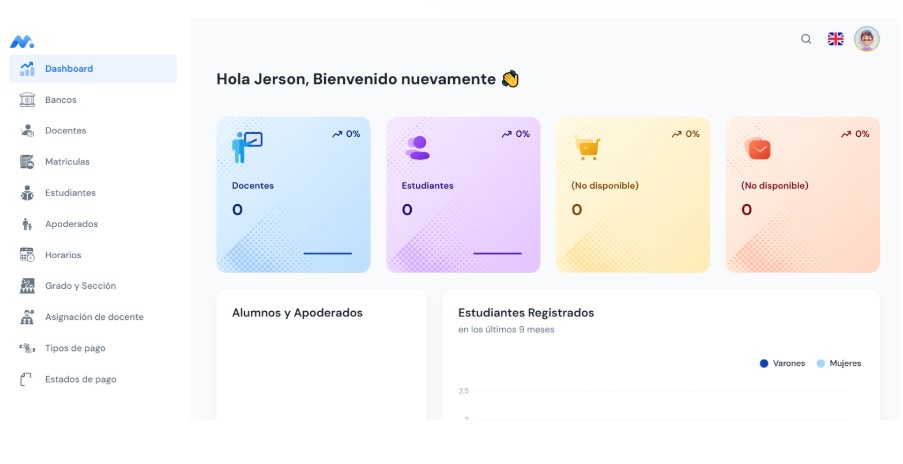 Dashboard
Bancos
Docentes
Matrículas
Estudiantes
Apoderados
Horarios
Grado y Sección
Asignación de docente
Tipos de pago
Estados de pago
Hola Jerson, Bienvenido nuevamente 👋
0%
Docentes
0
0%
Estudiantes
0
0%
(No disponible)
0
0%
(No disponible)
0
Alumnos y Apoderados
Estudiantes Registrados
en los últimos 9 meses
Varones
Mujeres
2.5